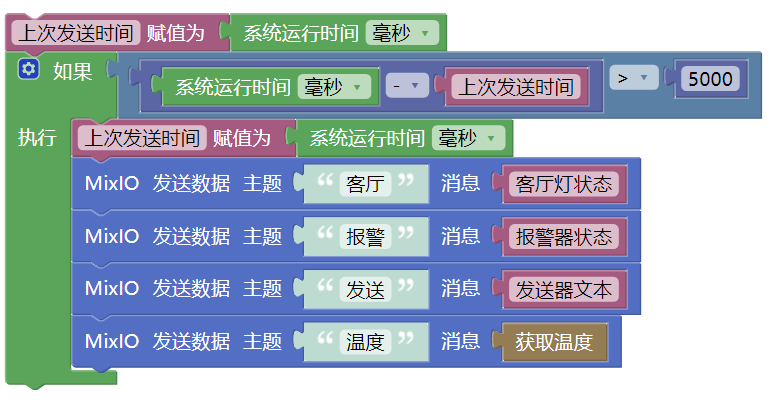 上次发送时间 赋值为 系统运行时间 毫秒
如果 系统运行时间 毫秒 - 上次发送时间 > 5000
执行 上次发送时间 赋值为 系统运行时间 毫秒
MixIO 发送数据 主题 “ 客厅 ” 消息 客厅灯状态
MixIO 发送数据 主题 “ 报警 ” 消息 报警器状态
MixIO 发送数据 主题 “ 发送 ” 消息 发送器文本
MixIO 发送数据 主题 “ 温度 ” 消息 获取温度